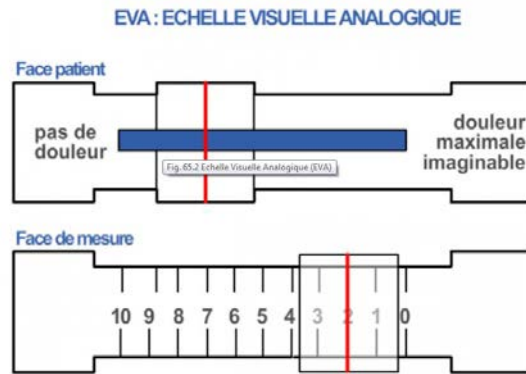 EVA : ECHELLE VISUELLE ANALOGIQUE
Face patient
pas de
douleur
douleur
maximale
imaginable
Fig. 65.2 Echelle Visuelle Analogique (EVA)
Face de mesure
10 9 8 7 6 5 4 3 2 1 0